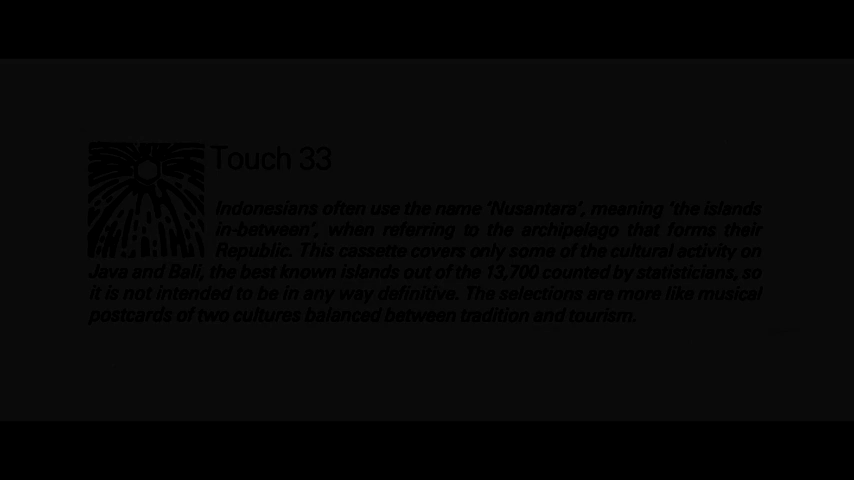 Touch 33
Indonesians often use the name 'Nusantara', meaning 'the islands
in-between', when referring to the archipelago that forms their
Republic. This cassette covers only some of the cultural activity on
Java and Bali, the best known islands out of the 13,700 counted by statisticians, so
it is not intended to be in any way definitive. The selections are more like musical
postcards of two cultures balanced between tradition and tourism.